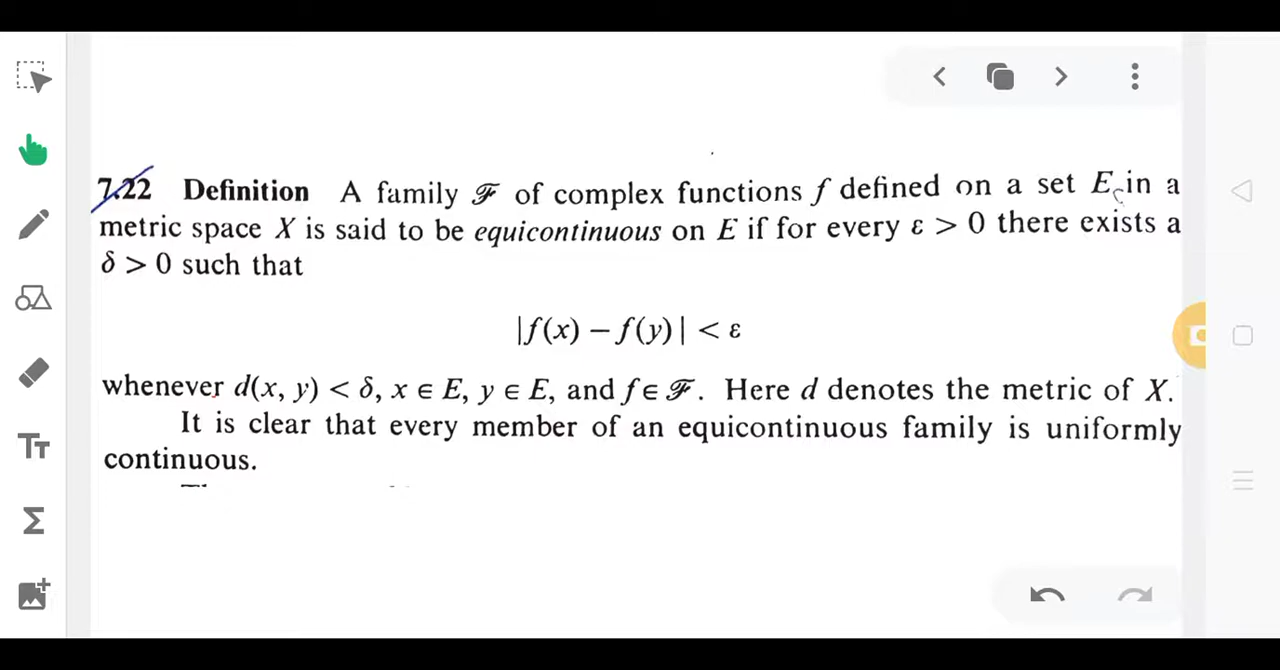 7.22 Definition A family ℱ of complex functions f defined on a set E in a
metric space X is said to be equicontinuous on E if for every ε > 0 there exists a
δ > 0 such that
|f(x) − f(y)| < ε
whenever d(x, y) < δ, x ∈ E, y ∈ E, and f ∈ ℱ. Here d denotes the metric of X.
It is clear that every member of an equicontinuous family is uniformly
continuous.
Tт
Σ